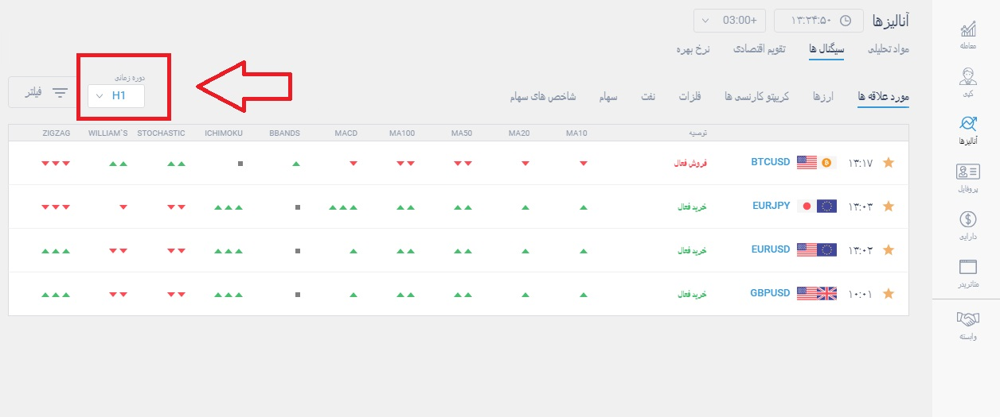 آنالیزها ۱۳:۲۴:۵۰ +03:00
مواد تحلیلی سیگنال ها تقویم اقتصادی نرخ بهره
مورد علاقه ها ارزها کریپتو کارنسی ها فلزات نفت سهام شاخص های سهام
دوره زمانی
H1
فیلتر
توصیه MA10 MA20 MA50 MA100 MACD BBANDS ICHIMOKU STOCHASTIC WILLIAM`S ZIGZAG
۱۳:۱۷ BTCUSD فروش فعال
۱۳:۰۳ EURJPY خرید فعال
۱۳:۰۲ EURUSD خرید فعال
۱۰:۰۱ GBPUSD خرید فعال
معامله
کپی
آنالیزها
پروفایل
دارایی
متاتریدر
وابسته